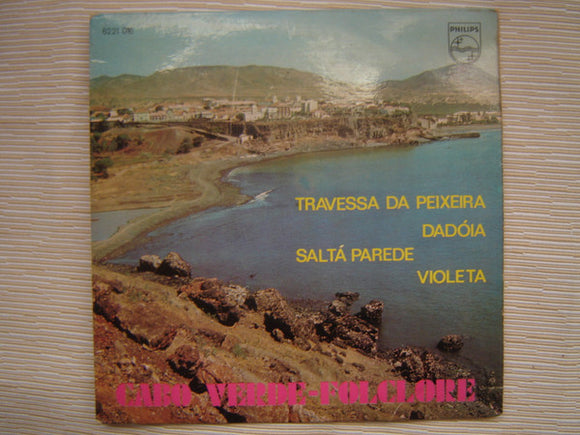 6221 016
PHILIPS
TRAVESSA DA PEIXEIRA
DADÓIA
SALTÁ PAREDE
VIOLETA
CABO VERDE-FOLCLORE